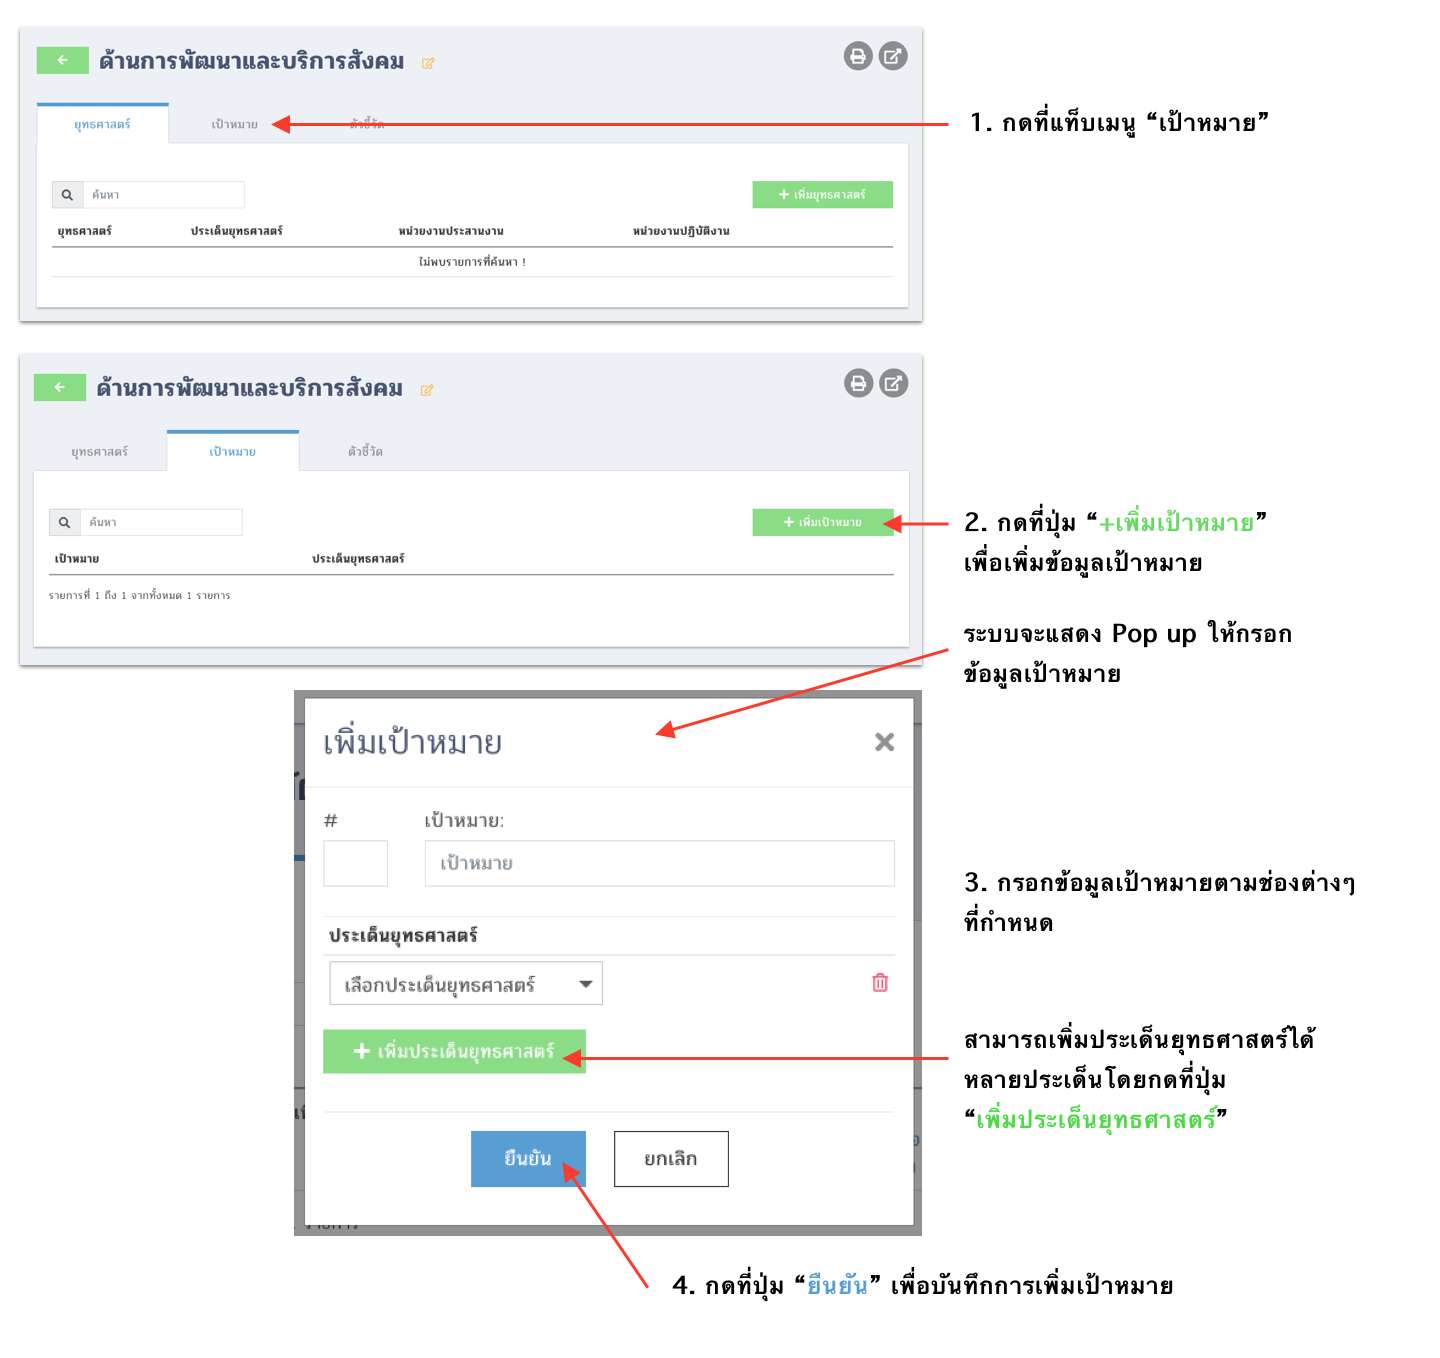 ด้านการพัฒนาและบริการสังคม
ยุทธศาสตร์ เป้าหมาย ตัวชี้วัด
1. กดที่แท็บเมนู “เป้าหมาย”
ค้นหา
+ เพิ่มยุทธศาสตร์
ยุทธศาสตร์ ประเด็นยุทธศาสตร์ หน่วยงานประสานงาน หน่วยงานปฏิบัติงาน
ไม่พบรายการที่ค้นหา !
ด้านการพัฒนาและบริการสังคม
ยุทธศาสตร์ เป้าหมาย ตัวชี้วัด
ค้นหา
+ เพิ่มเป้าหมาย
2. กดที่ปุ่ม “+เพิ่มเป้าหมาย”
เพื่อเพิ่มข้อมูลเป้าหมาย
เป้าหมาย ประเด็นยุทธศาสตร์
รายการที่ 1 ถึง 1 จากทั้งหมด 1 รายการ
ระบบจะแสดง Pop up ให้กรอก
ข้อมูลเป้าหมาย
เพิ่มเป้าหมาย
# เป้าหมาย:
เป้าหมาย
3. กรอกข้อมูลเป้าหมายตามช่องต่างๆ
ที่กำหนด
ประเด็นยุทธศาสตร์
เลือกประเด็นยุทธศาสตร์
+ เพิ่มประเด็นยุทธศาสตร์
สามารถเพิ่มประเด็นยุทธศาสตร์ได้
หลายประเด็นโดยกดที่ปุ่ม
“เพิ่มประเด็นยุทธศาสตร์”
ยืนยัน ยกเลิก
4. กดที่ปุ่ม “ยืนยัน” เพื่อบันทึกการเพิ่มเป้าหมาย